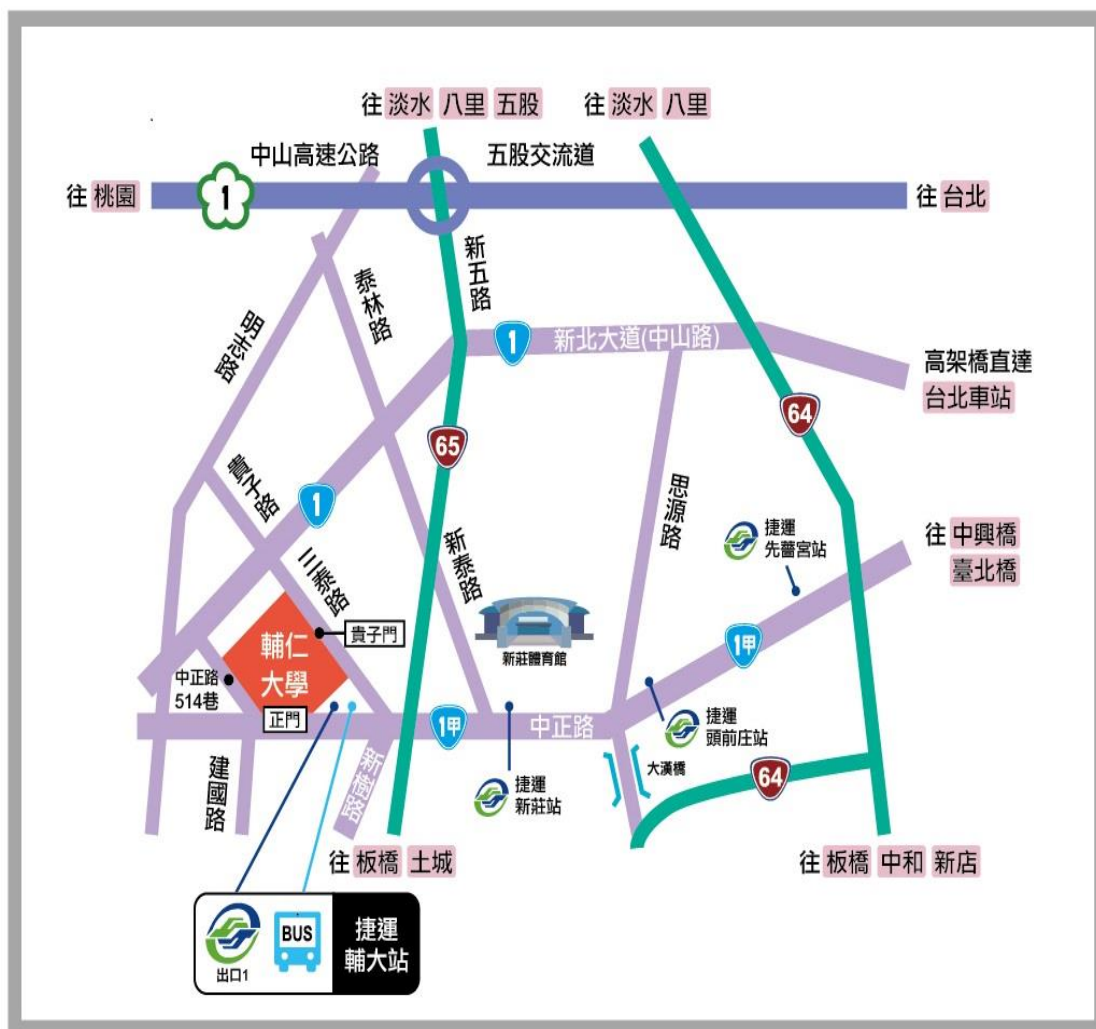 往 淡水 八里 五股
往 淡水 八里
中山高速公路
五股交流道
往 桃園
1
往 台北
新五路
泰林路
明志路
1
新北大道(中山路)
高架橋直達
台北車站
64
65
貴子路
1
思源路
捷運
先嗇宮站
往 中興橋
臺北橋
三泰路
新泰路
新莊體育館
輔仁
大學
貴子門
1甲
中正路
514巷
正門
1甲
中正路
捷運
頭前庄站
建國路
新樹路
捷運
新莊站
大漢橋
64
往 板橋 土城
往 板橋 中和 新店
出口1
BUS
捷運
輔大站